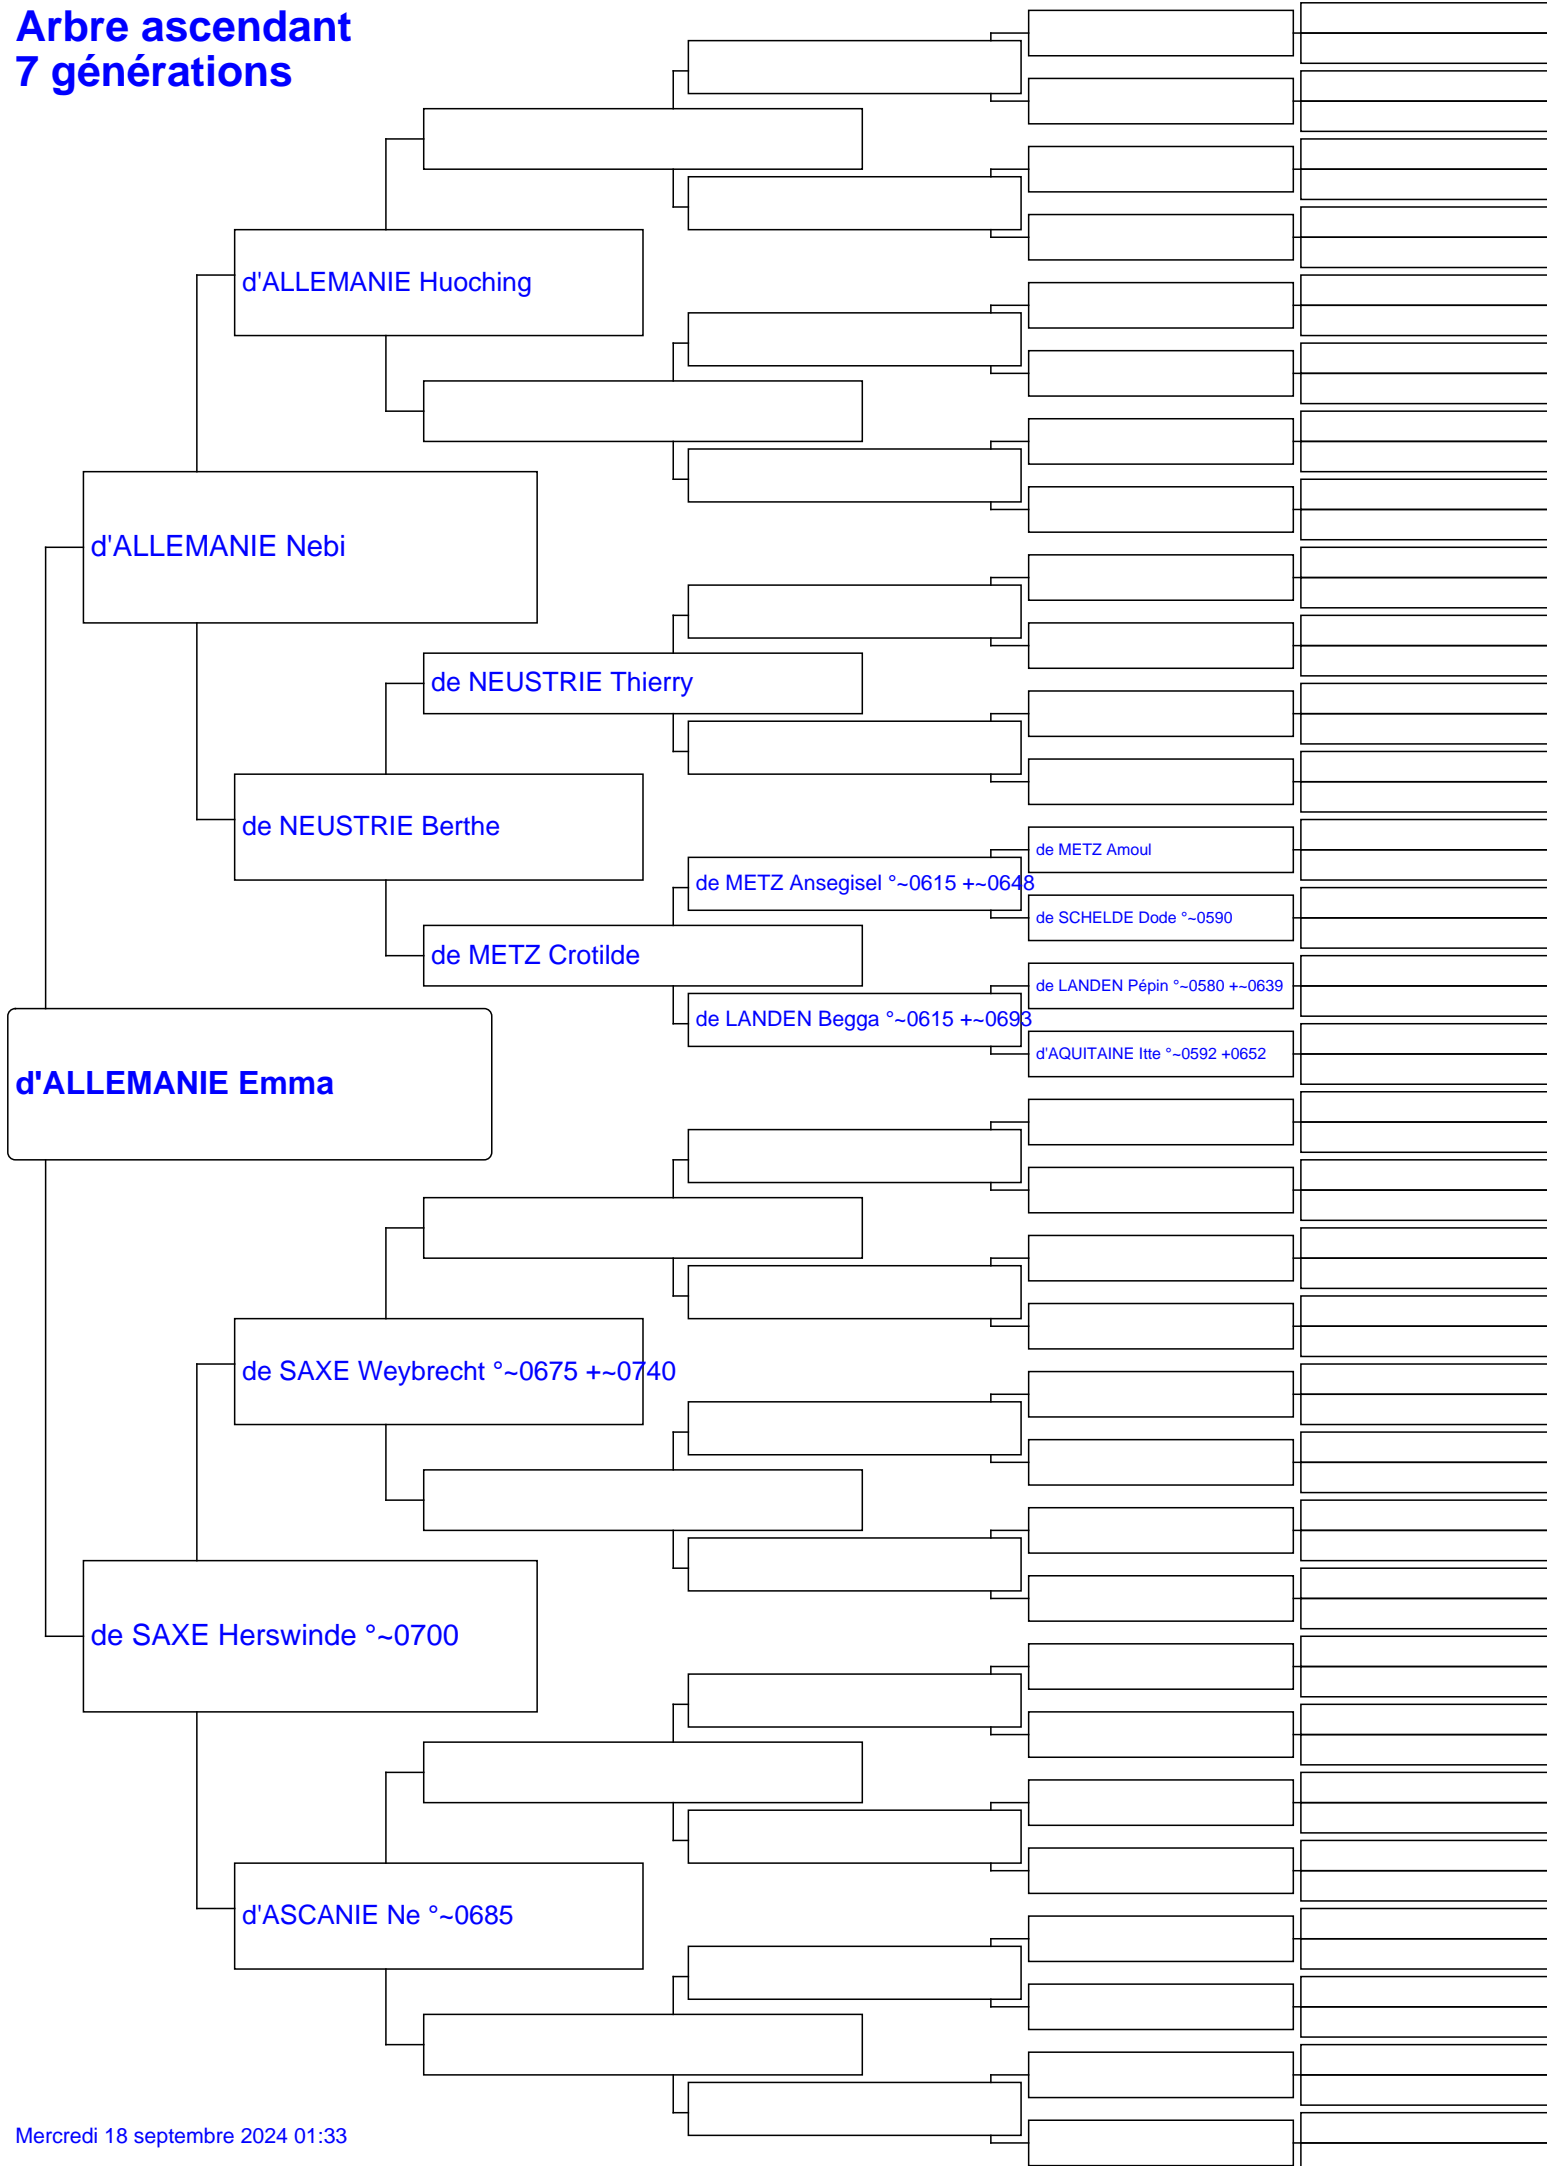 Arbre ascendant
7 générations
d'ALLEMANIE Huoching
d'ALLEMANIE Nebi
de NEUSTRIE Thierry
de NEUSTRIE Berthe
de METZ Amoul
de METZ Ansegisel °~0615 +~0648
de SCHELDE Dode °~0590
de METZ Crotilde
de LANDEN Pépin °~0580 +~0639
de LANDEN Begga °~0615 +~0693
d'AQUITAINE Itte °~0592 +0652
d'ALLEMANIE Emma
de SAXE Weybrecht °~0675 +~0740
de SAXE Herswinde °~0700
d'ASCANIE Ne °~0685
Mercredi 18 septembre 2024 01:33